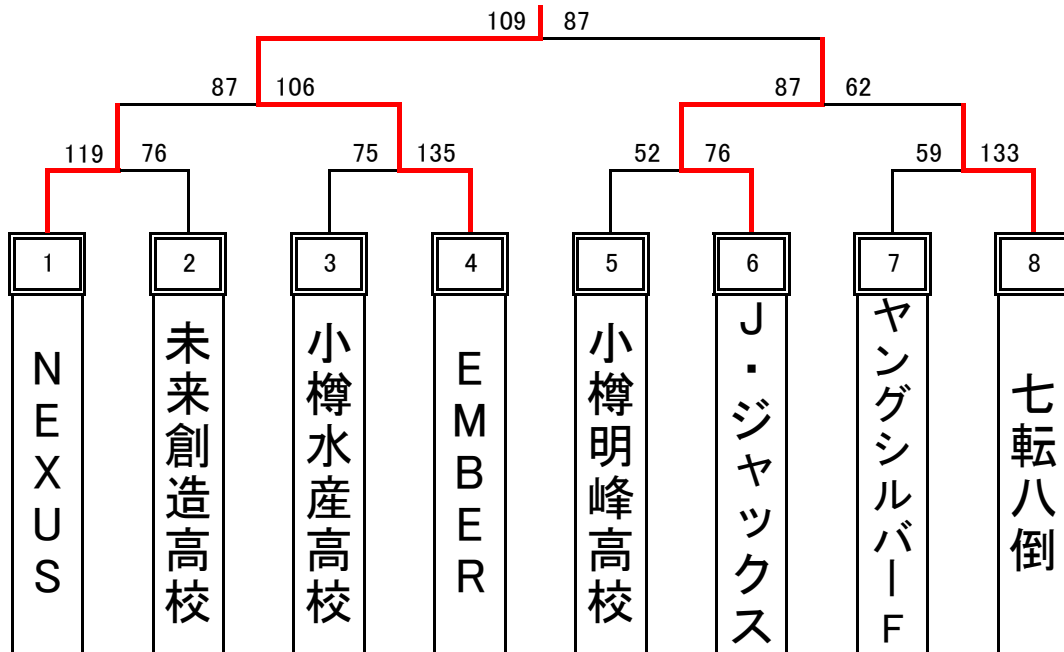 109 87
87 106
87 62
119 76
75 135
52 76
59 133
1
2
3
4
5
6
7
8
NEXUS
未来創造高校
小樽水産高校
EMBER
小樽明峰高校
J・ジャックス
ヤングシルバーF
七転八倒